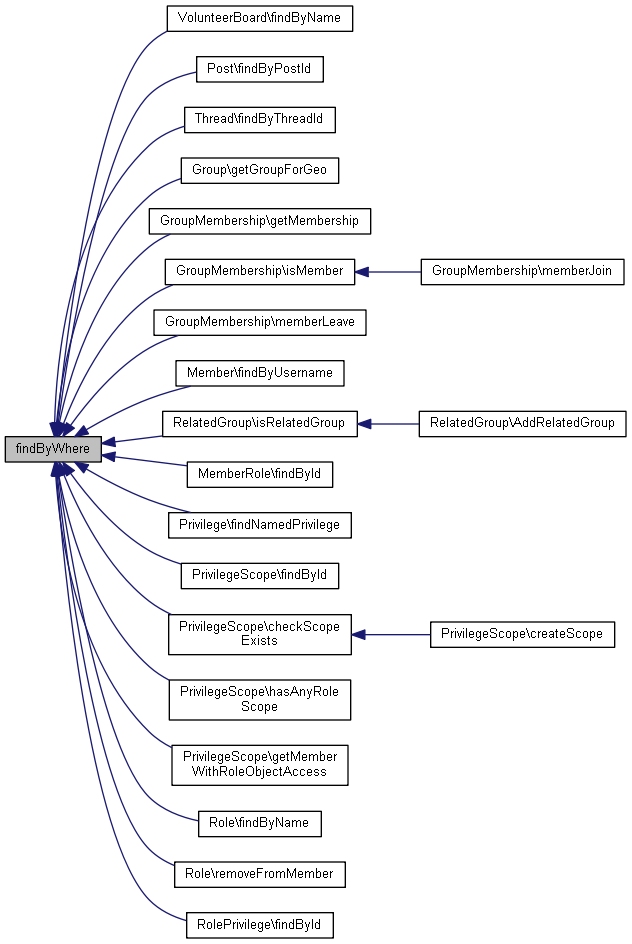 VolunteerBoard\findByName
Post\findByPostId
Thread\findByThreadId
Group\getGroupForGeo
GroupMembership\getMembership
GroupMembership\isMember
GroupMembership\memberJoin
GroupMembership\memberLeave
Member\findByUsername
RelatedGroup\isRelatedGroup
RelatedGroup\AddRelatedGroup
findByWhere
MemberRole\findById
Privilege\findNamedPrivilege
PrivilegeScope\findById
PrivilegeScope\checkScope
Exists
PrivilegeScope\createScope
PrivilegeScope\hasAnyRole
Scope
PrivilegeScope\getMember
WithRoleObjectAccess
Role\findByName
Role\removeFromMember
RolePrivilege\findById